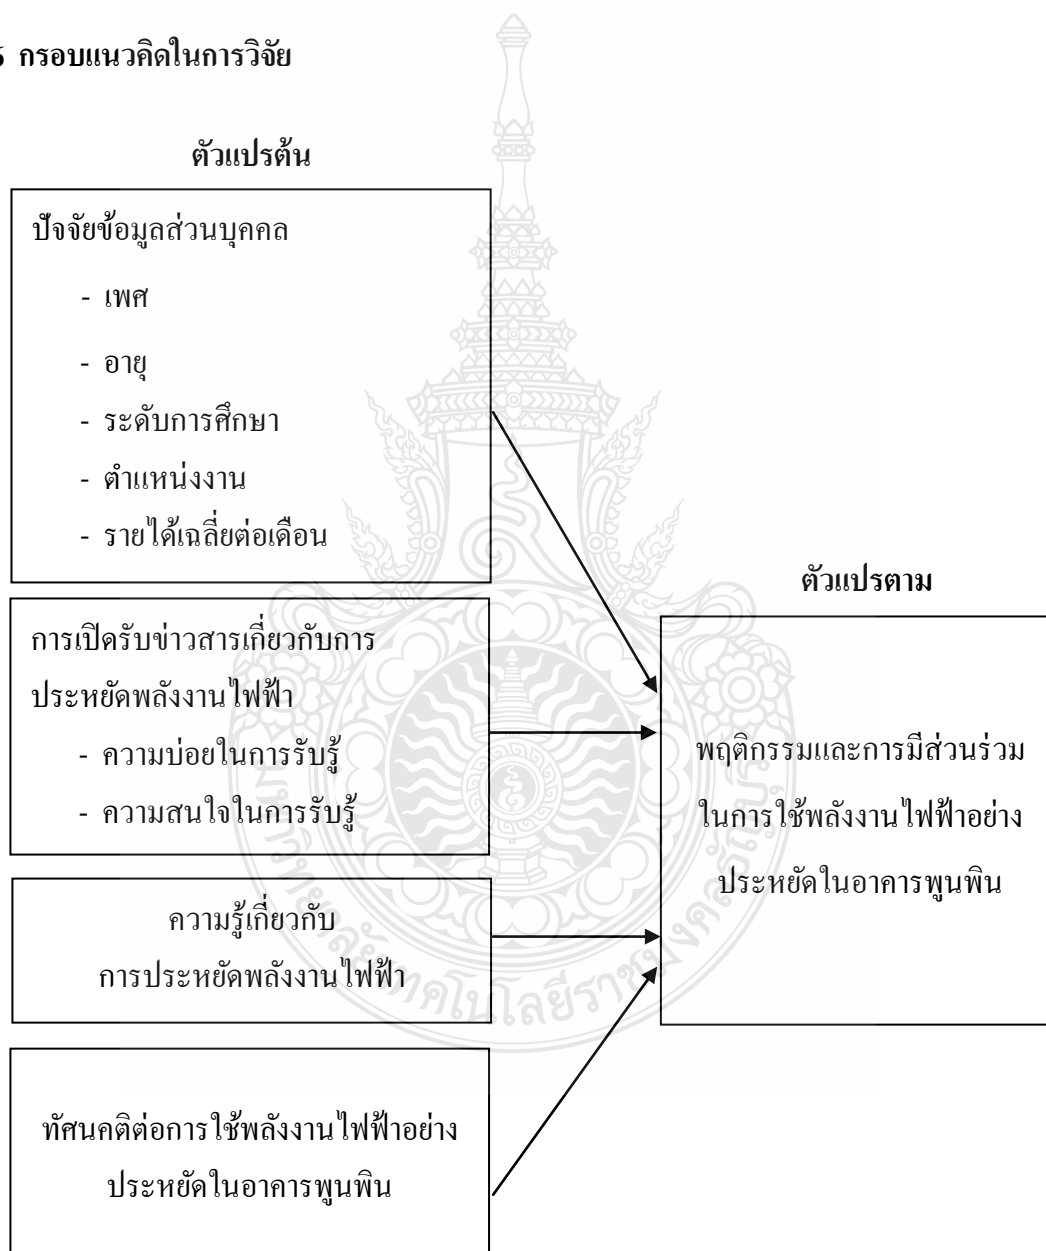 6 กรอบแนวคิดในการวิจัย
ตัวแปรต้น
ปัจจัยข้อมูลส่วนบุคคล
- เพศ
- อายุ
- ระดับการศึกษา
- ตำแหน่งงาน
- รายได้เฉลี่ยต่อเดือน
การเปิดรับข่าวสารเกี่ยวกับการ
ประหยัดพลังงานไฟฟ้า
- ความบ่อยในการรับรู้
- ความสนใจในการรับรู้
ความรู้เกี่ยวกับ
การประหยัดพลังงานไฟฟ้า
ทัศนคติต่อการใช้พลังงานไฟฟ้าอย่าง
ประหยัดในอาคารพูนพิน
ตัวแปรตาม
พฤติกรรมและการมีส่วนร่วม
ในการใช้พลังงานไฟฟ้าอย่าง
ประหยัดในอาคารพูนพิน